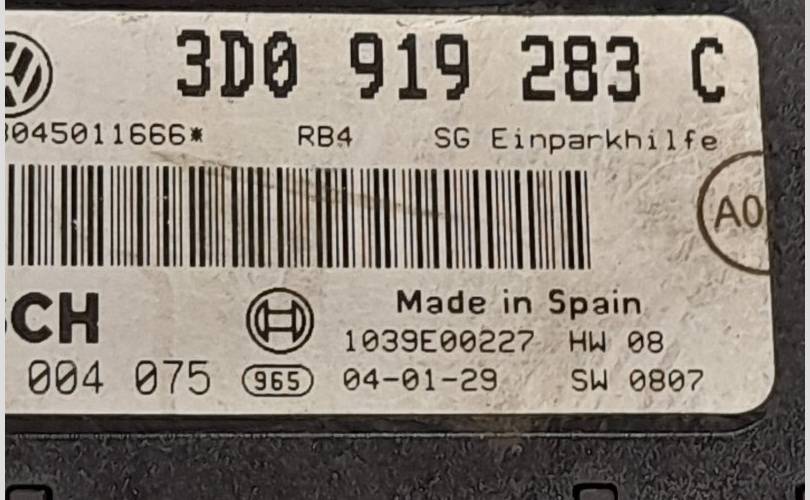 3D0 919 283 C
045011666* RB4 SG Einparkhilfe
A0
CH Made in Spain
1039E00227 HW 08
004 075 965 04-01-29 SW 0807